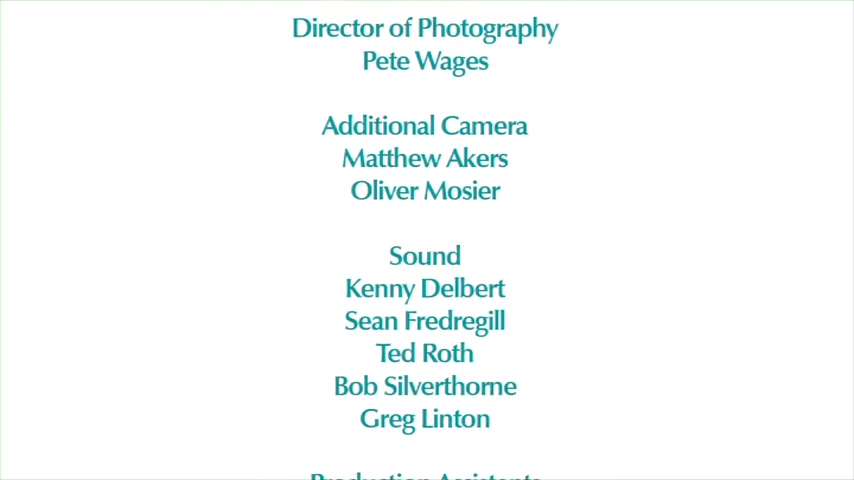 Director of Photography
Pete Wages
Additional Camera
Matthew Akers
Oliver Mosier
Sound
Kenny Delbert
Sean Fredregill
Ted Roth
Bob Silverthorne
Greg Linton
Production Assistants